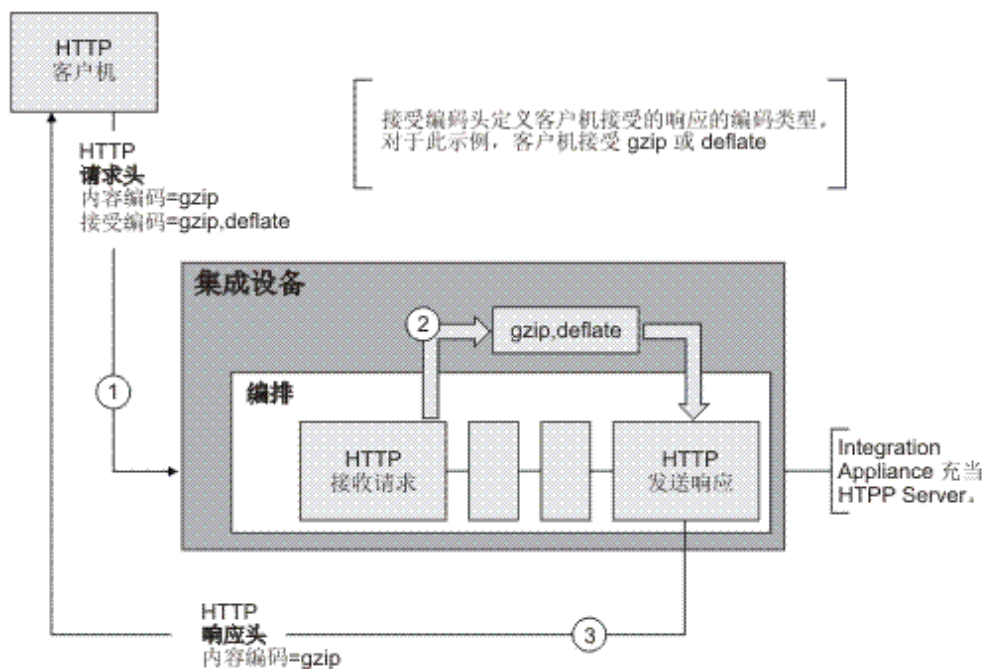 HTTP
客户机
接受编码头定义客户机接受的响应的编码类型，
对于此示例，客户机接受 gzip 或 deflate
HTTP
请求头
内容编码=gzip
接受编码=gzip,deflate
集成设备
2
gzip,deflate
1
编排
HTTP
接收请求
HTTP
发送响应
Integration
Appliance 充当
HTPP Server。
HTTP
响应头
内容编码=gzip
3